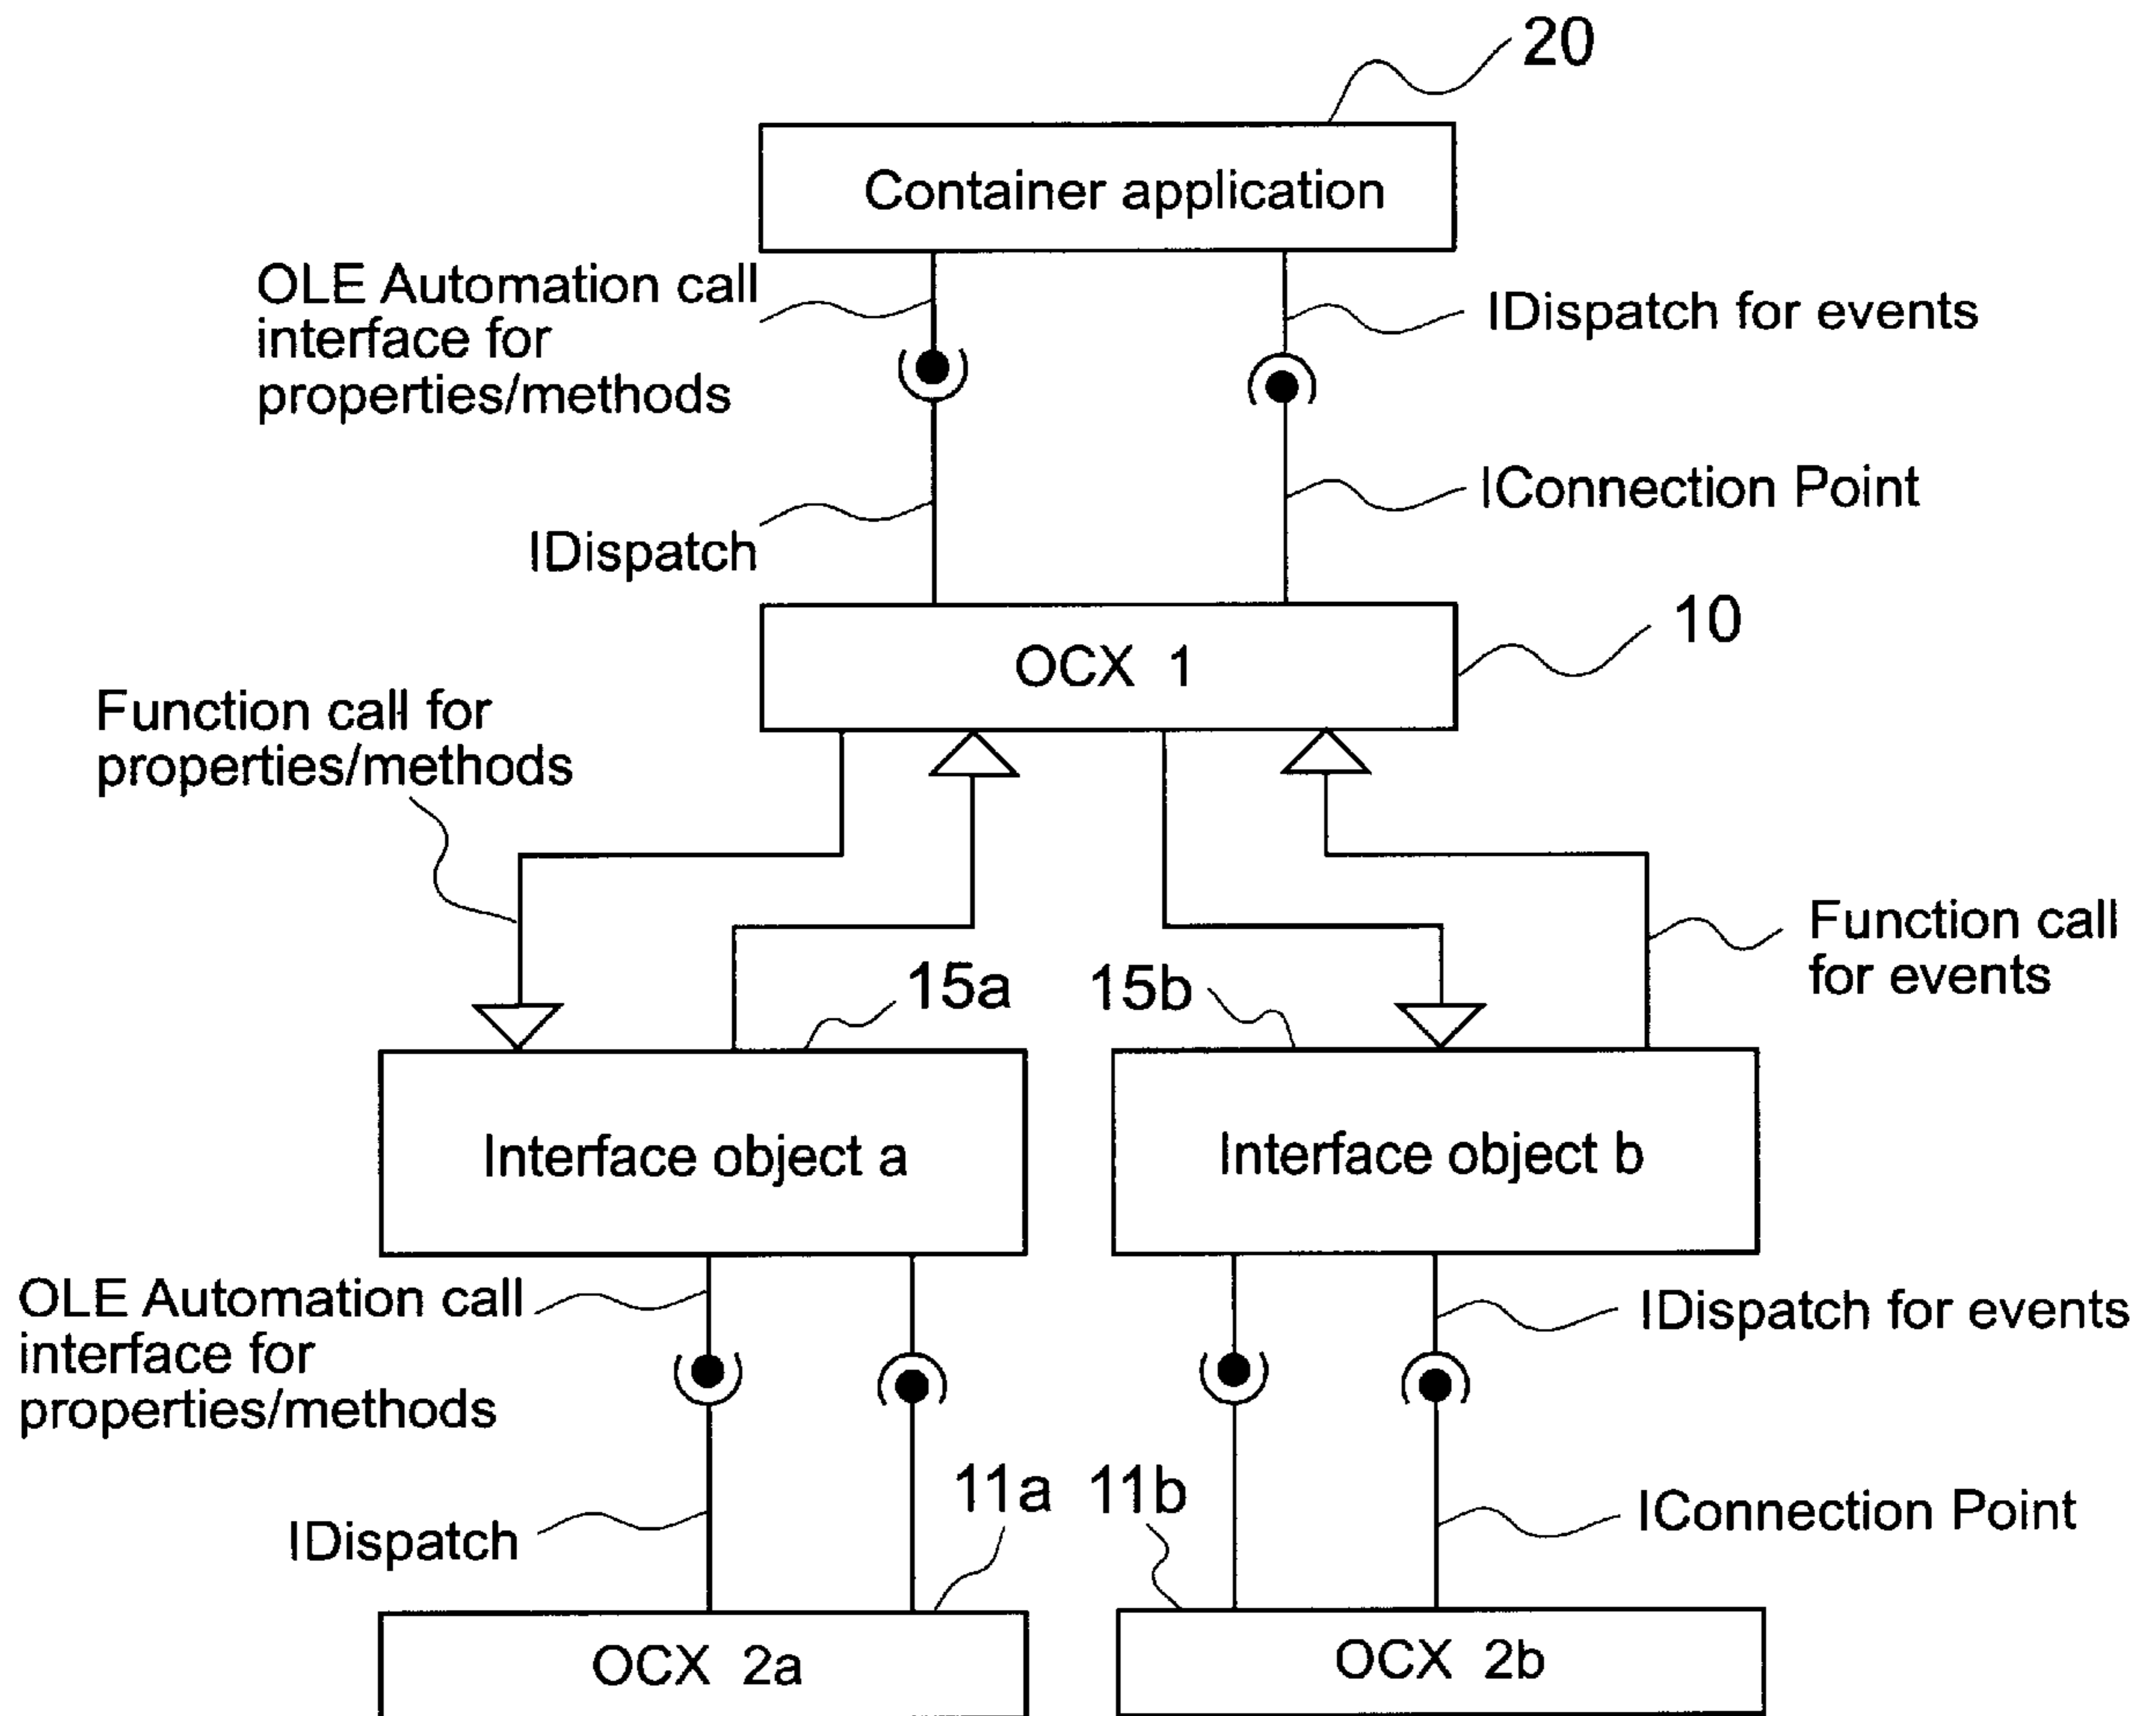 20
Container application
OLE Automation call
interface for
properties/methods
IDispatch for events
IConnection Point
IDispatch
10
OCX 1
Function call for
properties/methods
Function call
for events
15a
15b
Interface object a
Interface object b
OLE Automation call
interface for
properties/methods
IDispatch for events
11a
11b
IDispatch
IConnection Point
OCX 2a
OCX 2b